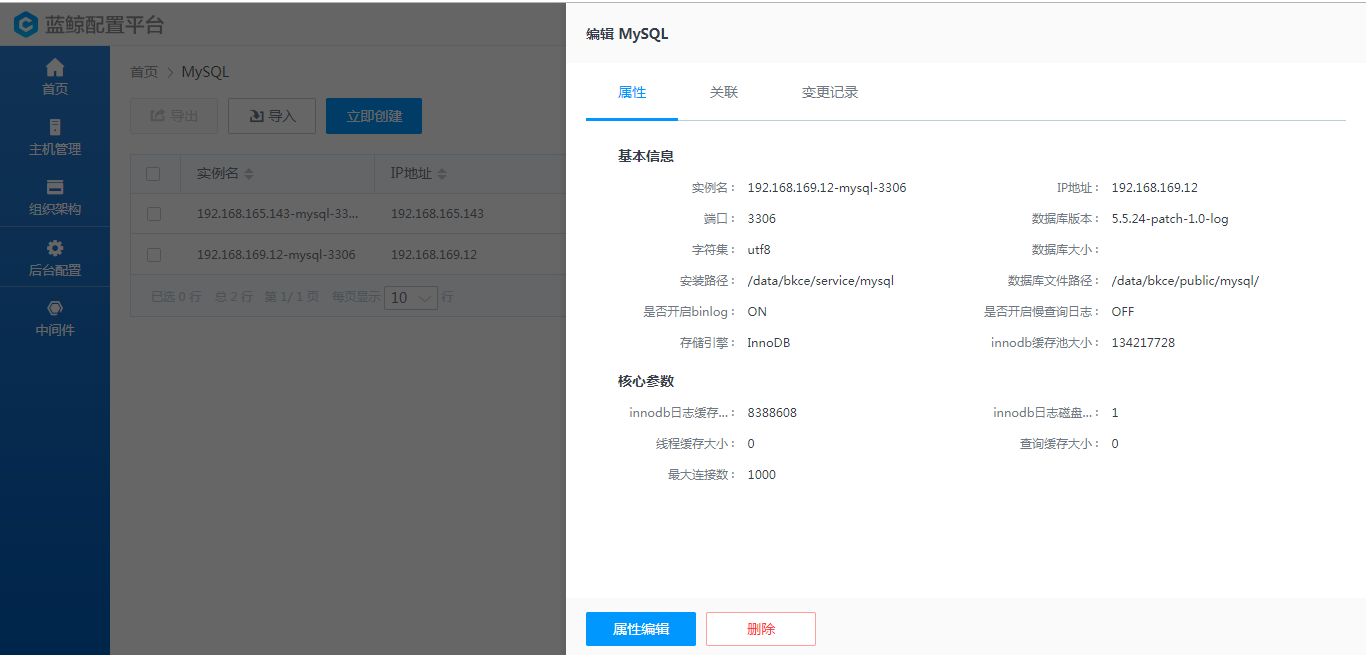 蓝鲸配置平台
首页
主机管理
组织架构
后台配置
中间件
首页 > MySQL
导出 导入 立即创建
实例名 IP地址
192.168.165.143-mysql-33... 192.168.165.143
192.168.169.12-mysql-3306 192.168.169.12
已选 0 行 总 2 行 第 1/ 1 页 每页显示 10 行
编辑 MySQL
属性 关联 变更记录
基本信息
实例名： 192.168.169.12-mysql-3306 IP地址： 192.168.169.12
端口： 3306 数据库版本： 5.5.24-patch-1.0-log
字符集： utf8 数据库大小：
安装路径： /data/bkce/service/mysql 数据库文件路径： /data/bkce/public/mysql/
是否开启binlog： ON 是否开启慢查询日志： OFF
存储引擎： InnoDB innodb缓存池大小： 134217728
核心参数
innodb日志缓存...： 8388608 innodb日志磁盘...： 1
线程缓存大小： 0 查询缓存大小： 0
最大连接数： 1000
属性编辑 删除